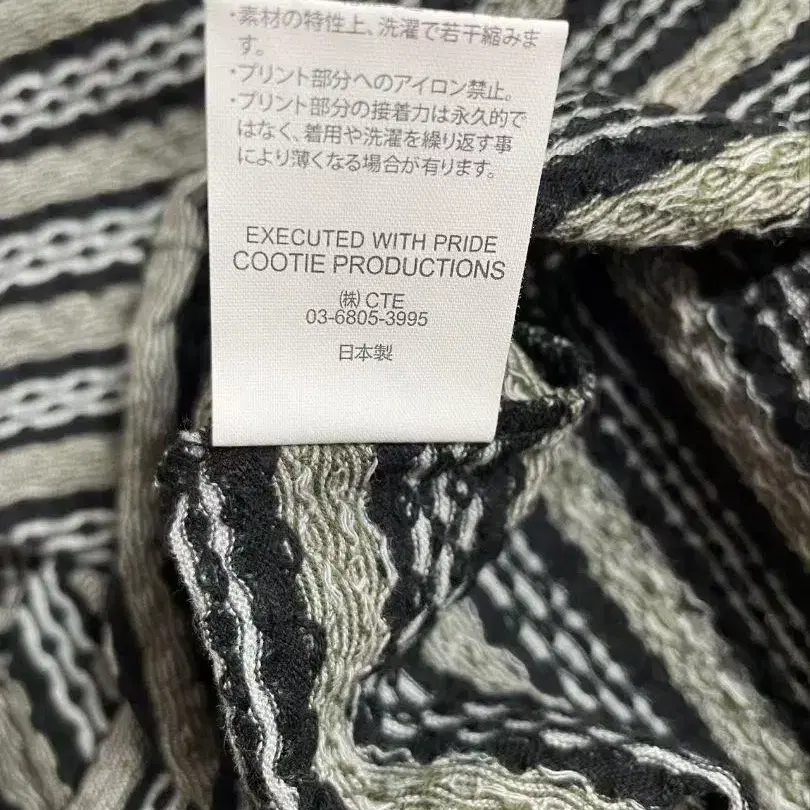 ・素材の特性上、洗濯で若干縮みま
す。
・プリント部分へのアイロン禁止。
・プリント部分の接着力は永久的で
はなく、着用や洗濯を繰り返す事
により薄くなる場合が有ります。
EXECUTED WITH PRIDE
COOTIE PRODUCTIONS
㈱ CTE
03-6805-3995
日本製